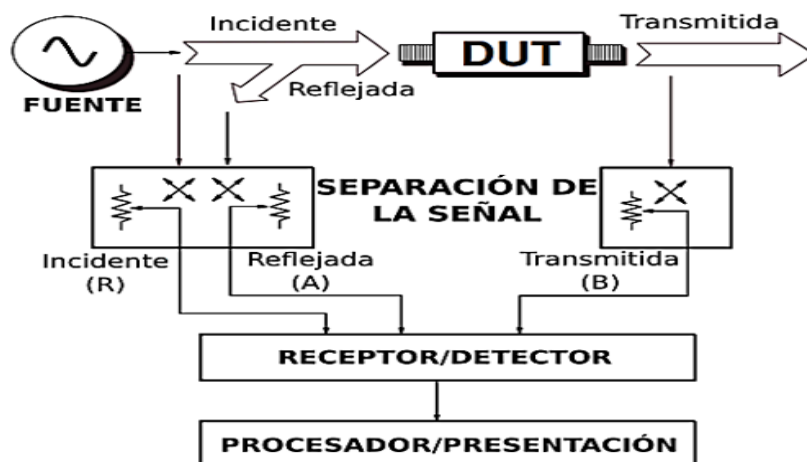 Incidente
Transmitida
DUT
Reflejada
FUENTE
SEPARACIÓN DE
LA SEÑAL
Incidente
(R)
Reflejada
(A)
Transmitida
(B)
RECEPTOR/DETECTOR
PROCESADOR/PRESENTACIÓN